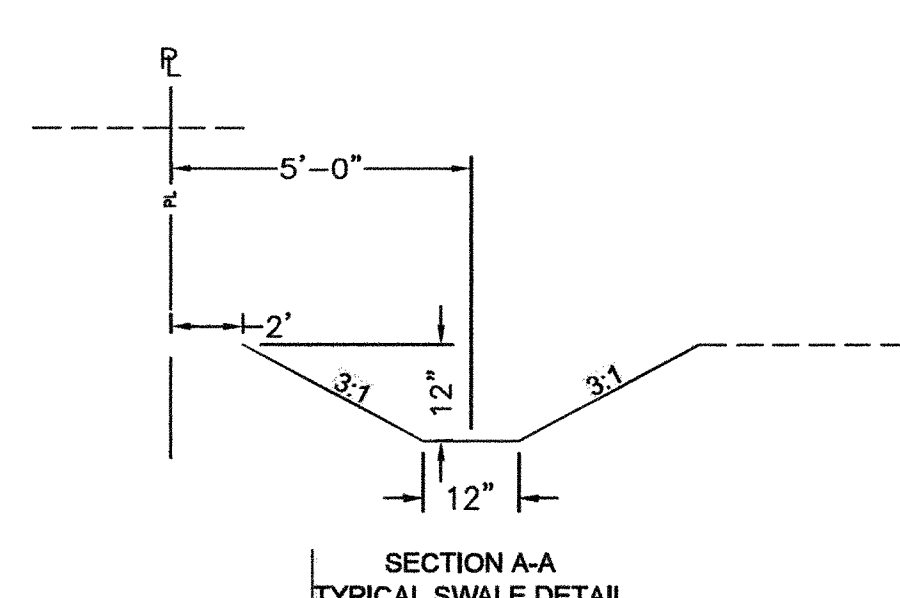 PL
5'-0"
PL
2'
3:1
12"
3:1
12"
SECTION A-A
TYPICAL SWALE DETAIL